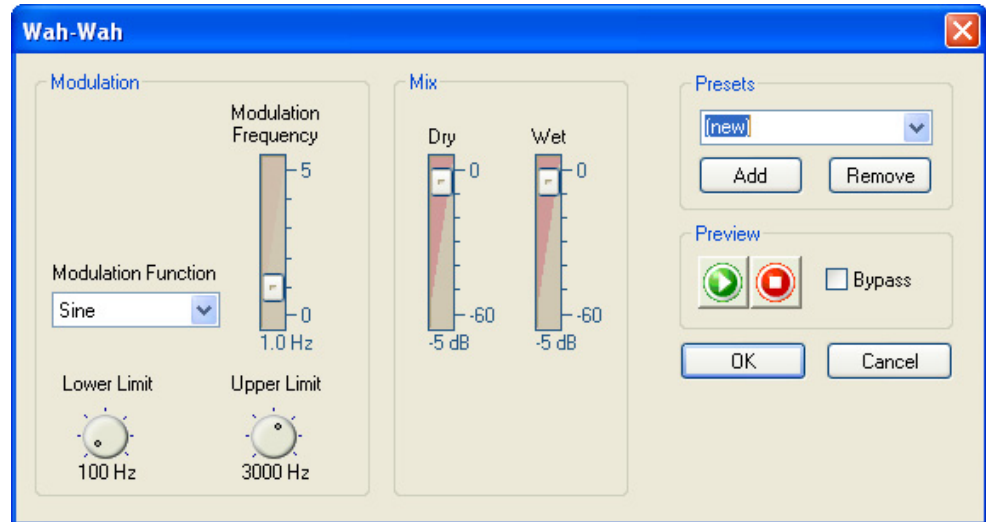 Wah-Wah
Modulation
Modulation
Frequency
5
0
1.0 Hz
Modulation Function
Sine
Lower Limit
100 Hz
Upper Limit
3000 Hz
Mix
Dry
0
-60
-5 dB
Wet
0
-60
-5 dB
Presets
(new)
Add
Remove
Preview
Bypass
OK
Cancel